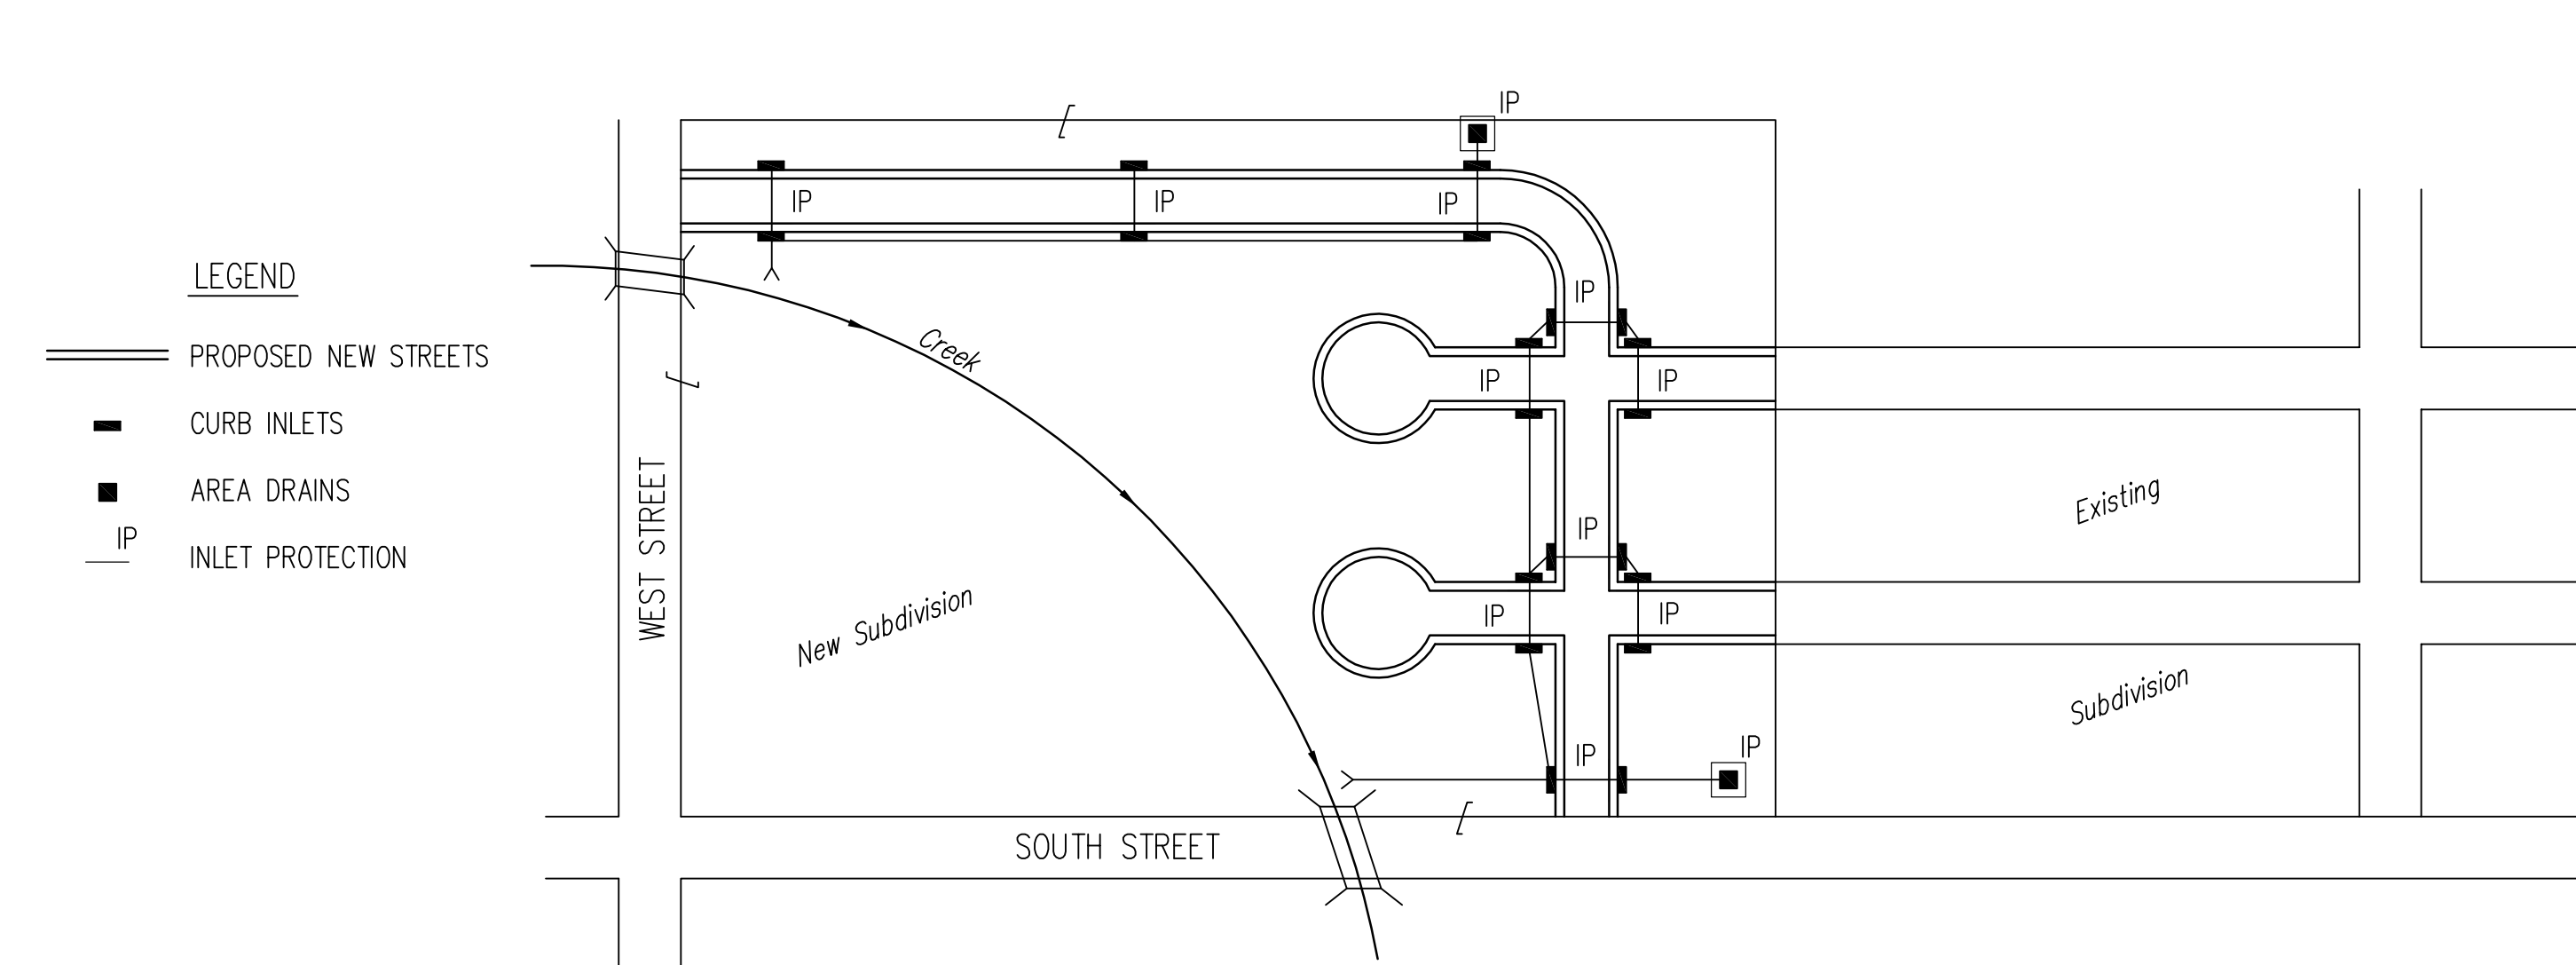 IP
IP
IP
IP
LEGEND
IP
PROPOSED NEW STREETS
Creek
IP
IP
CURB INLETS
AREA DRAINS
Existing
IP
IP
INLET PROTECTION
WEST STREET
New Subdivision
IP
IP
Subdivision
IP
IP
SOUTH STREET